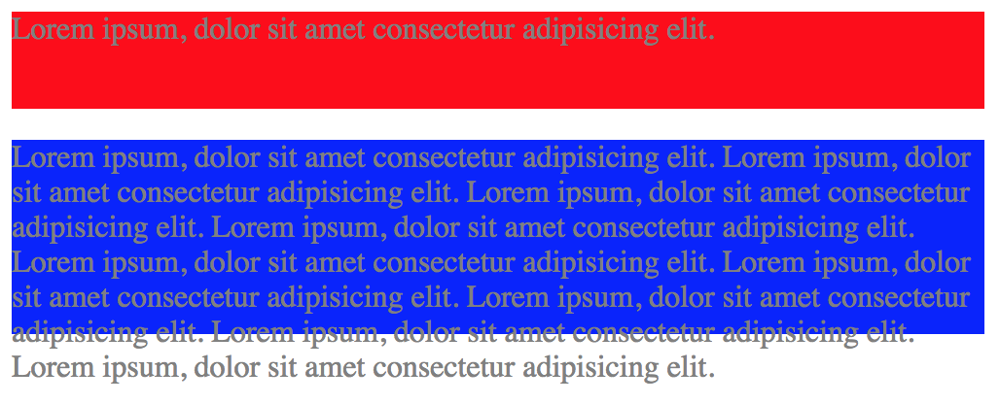 Lorem ipsum, dolor sit amet consectetur adipisicing elit.
Lorem ipsum, dolor sit amet consectetur adipisicing elit. Lorem ipsum, dolor
sit amet consectetur adipisicing elit. Lorem ipsum, dolor sit amet consectetur
adipisicing elit. Lorem ipsum, dolor sit amet consectetur adipisicing elit.
Lorem ipsum, dolor sit amet consectetur adipisicing elit. Lorem ipsum, dolor
sit amet consectetur adipisicing elit. Lorem ipsum, dolor sit amet consectetur
adipisicing elit. Lorem ipsum, dolor sit amet consectetur adipisicing elit.
Lorem ipsum, dolor sit amet consectetur adipisicing elit.